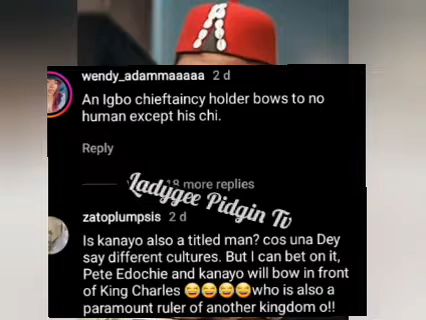 wendy_adammaaaaa 2 d
An Igbo chieftaincy holder bows to no
human except his chi.
Reply
18 more replies
Ladygee Pidgin Tv
zatoplumpsis 2 d
Is kanayo also a titled man? cos una Dey
say different cultures. But I can bet on it,
Pete Edochie and kanayo will bow in front
of King Charles 😂😂😂😂who is also a
paramount ruler of another kingdom o!!